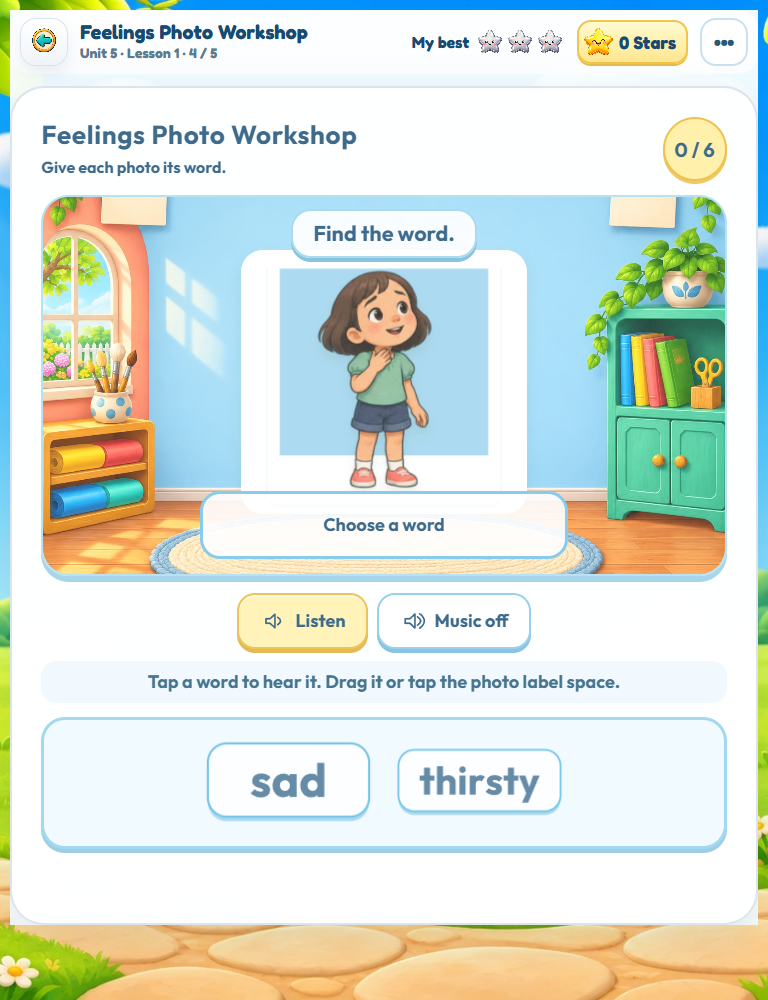 Feelings Photo Workshop
Unit 5 · Lesson 1 · 4 / 5
My best
0 Stars
Feelings Photo Workshop
Give each photo its word.
0 / 6
Find the word.
Choose a word
Listen
Music off
Tap a word to hear it. Drag it or tap the photo label space.
sad
thirsty